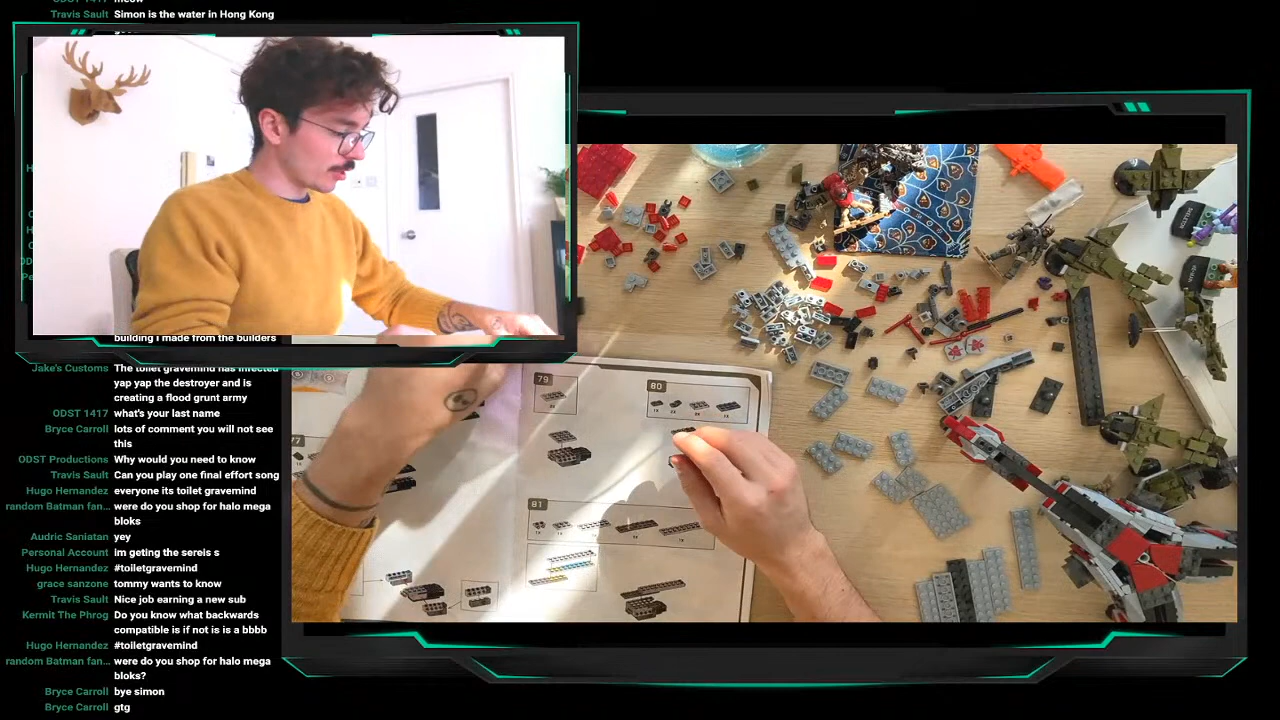 ODST 1417 meow
Travis Sault Simon is the water in Hong Kong
building i made from the builders
Jake's Customs The toilet gravemind has infected
yap yap the destroyer and is
creating a flood grunt army
ODST 1417 what's your last name
Bryce Carroll lots of comment you will not see
this
ODST Productions Why would you need to know
Travis Sault Can you play one final effort song
Hugo Hernandez everyone its toilet gravemind
random Batman fan... were do you shop for halo mega
bloks
Audric Saniatan yey
Personal Account im geting the sereis s
Hugo Hernandez #toiletgravemind
grace sanzone tommy wants to know
Travis Sault Nice job earning a new sub
Kermit The Phrog Do you know what backwards
compatible is if not is is a bbbb
Hugo Hernandez #toiletgravemind
random Batman fan... were do you shop for halo mega
bloks?
Bryce Carroll bye simon
Bryce Carroll gtg
77
79
80
81